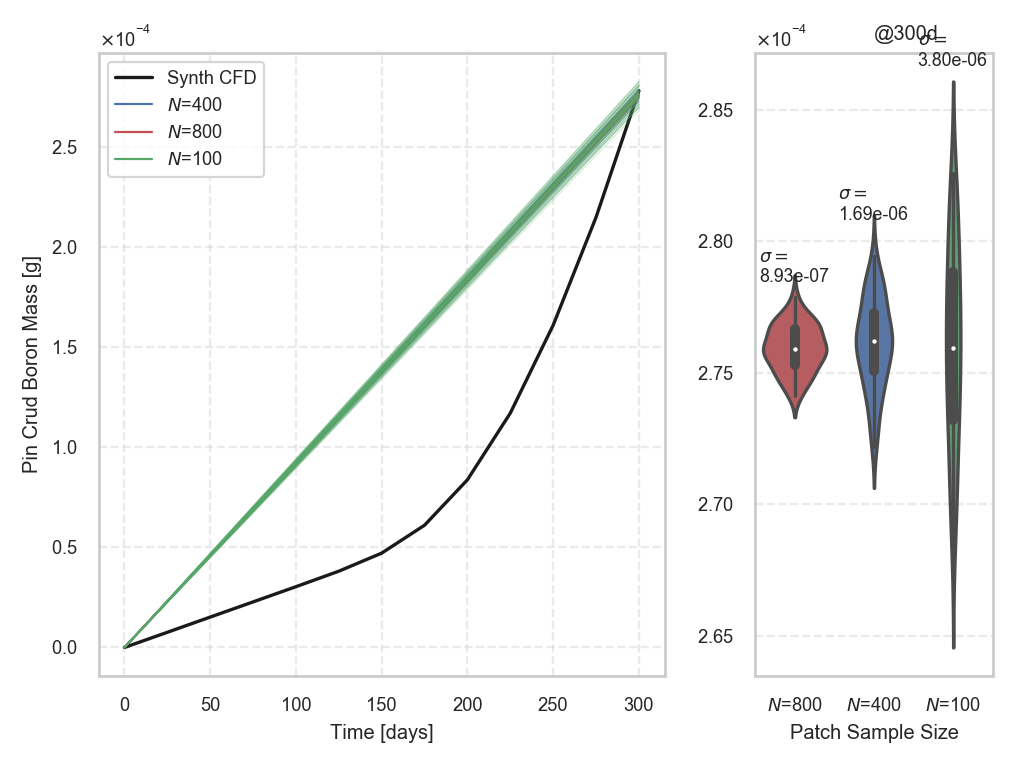 ×10⁻⁴
Synth CFD
N=400
N=800
N=100
2.5
2.0
1.5
1.0
0.5
0.0
Pin Crud Boron Mass [g]
0 50 100 150 200 250 300
Time [days]
@300d
×10⁻⁴
σ =
3.80e-06
σ =
1.69e-06
σ =
8.93e-07
2.85
2.80
2.75
2.70
2.65
N=800 N=400 N=100
Patch Sample Size